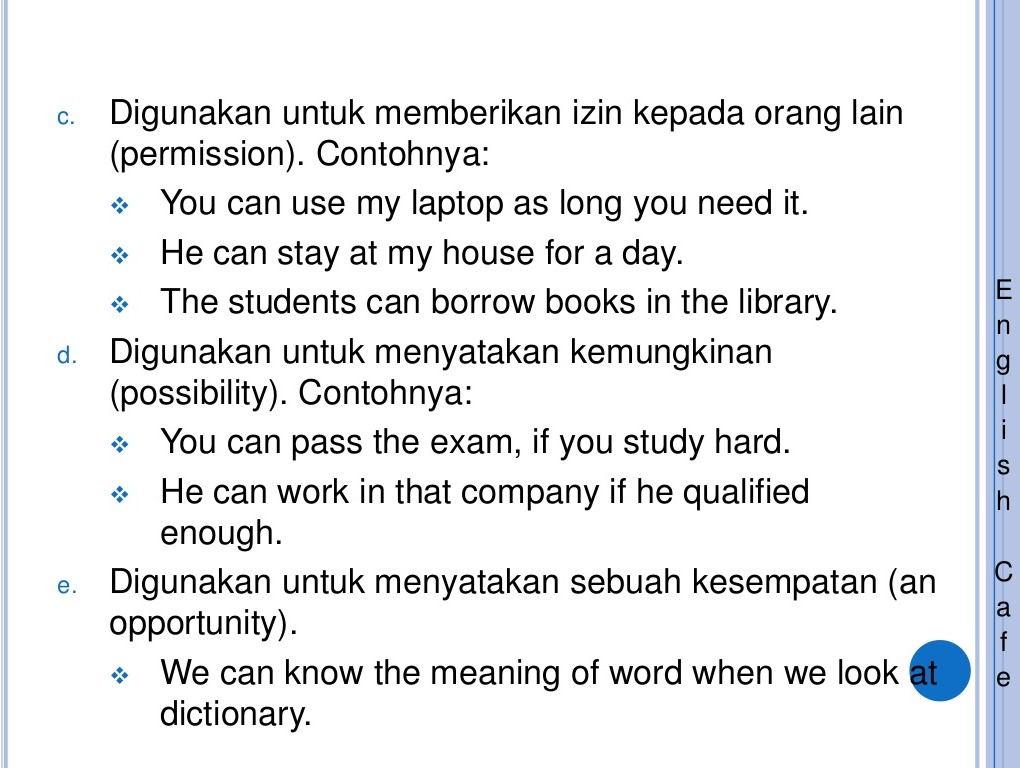 c. Digunakan untuk memberikan izin kepada orang lain
(permission). Contohnya:
❖ You can use my laptop as long you need it.
❖ He can stay at my house for a day.
❖ The students can borrow books in the library.
d. Digunakan untuk menyatakan kemungkinan
(possibility). Contohnya:
❖ You can pass the exam, if you study hard.
❖ He can work in that company if he qualified
enough.
e. Digunakan untuk menyatakan sebuah kesempatan (an
opportunity).
❖ We can know the meaning of word when we look at
dictionary.
English Cafe